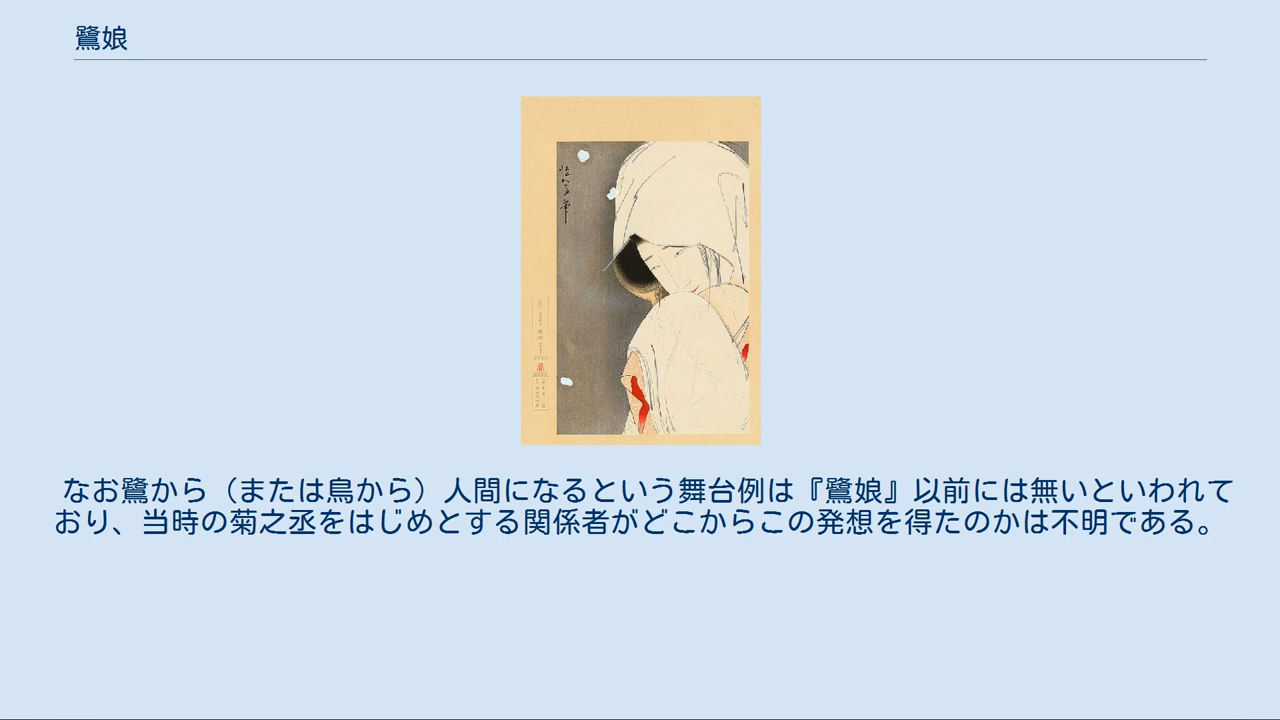 鷺娘
なお鷺から（または鳥から）人間になるという舞台例は『鷺娘』以前には無いといわれて
おり、当時の菊之丞をはじめとする関係者がどこからこの発想を得たのかは不明である。